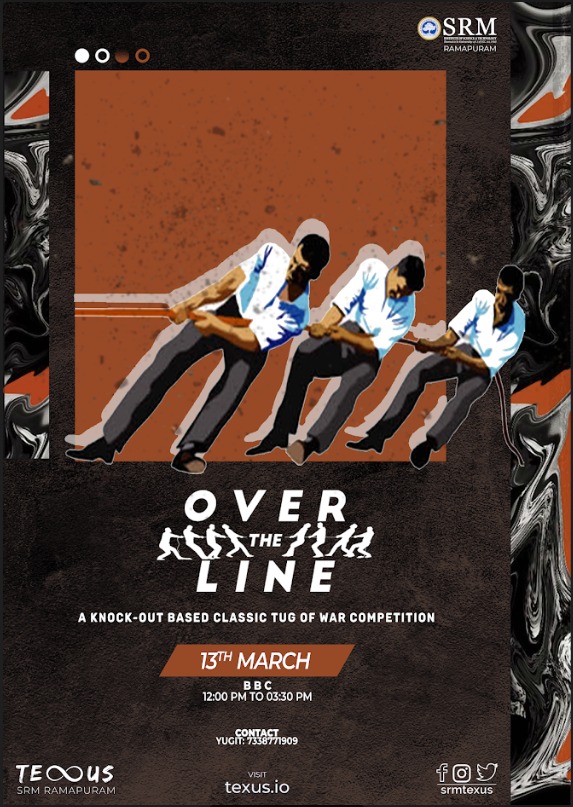 SRM
RAMAPURAM
OVER
THE
LINE
A KNOCK-OUT BASED CLASSIC TUG OF WAR COMPETITION
13TH MARCH
BBC
12:00 PM TO 03:30 PM
CONTACT
YUGIT: 7338771909
TEXUS
SRM RAMAPURAM
VISIT
texus.io
srmtexus